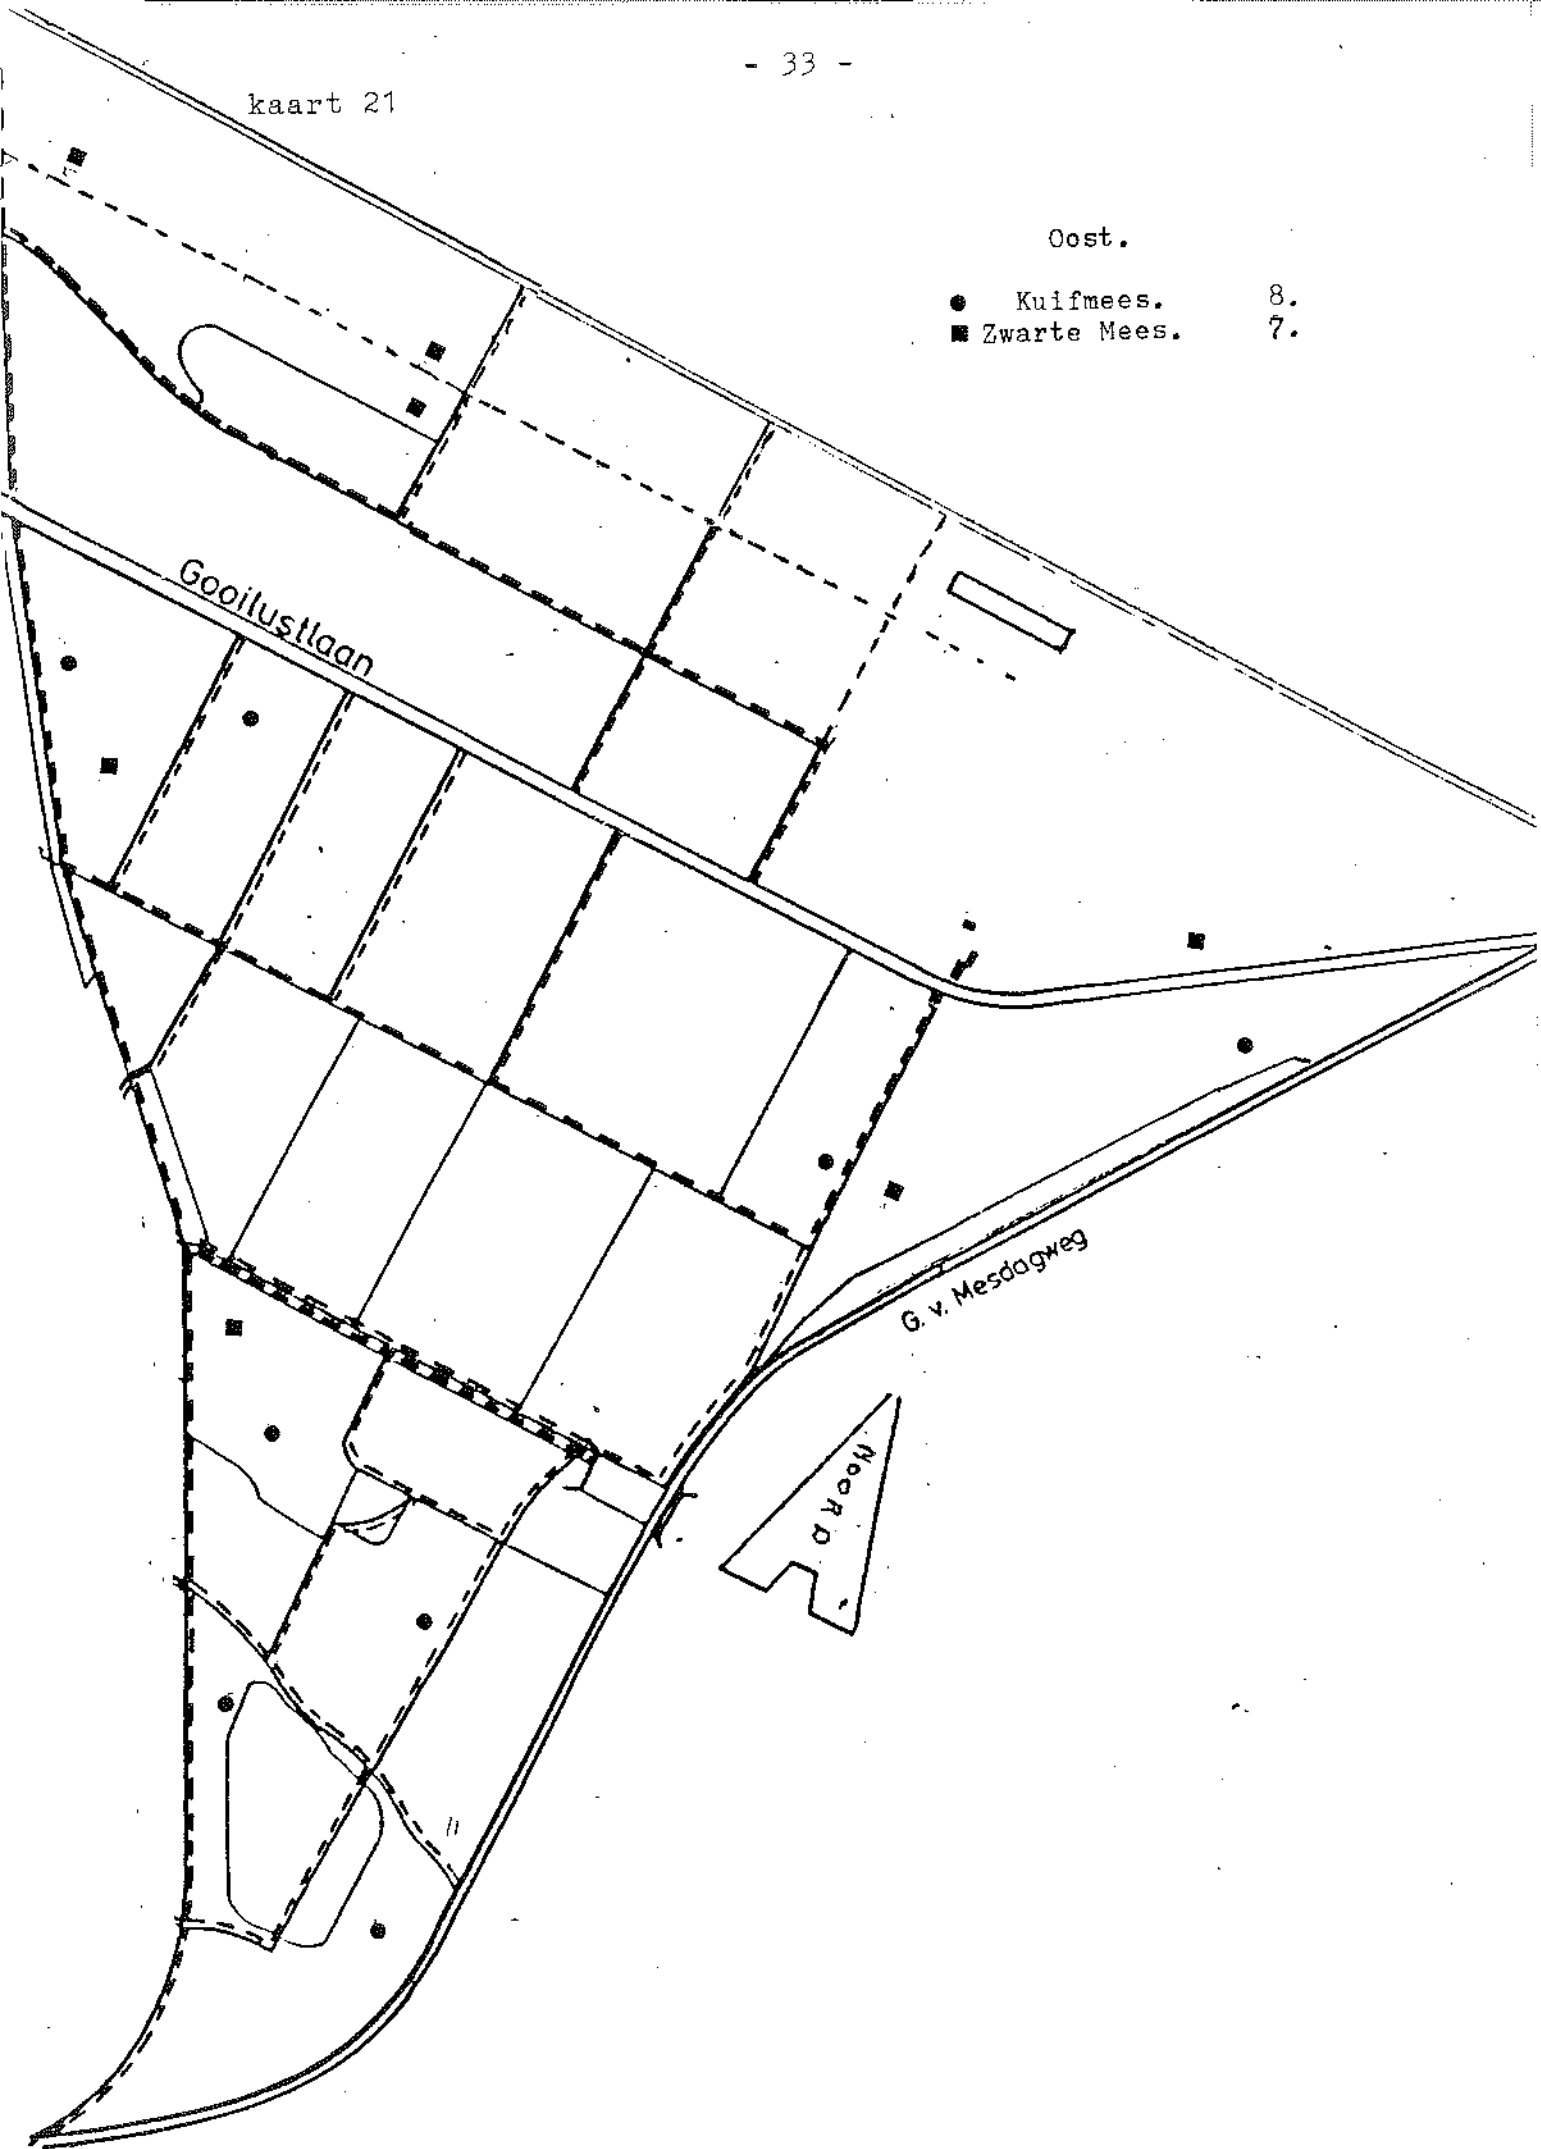 - 33 -
kaart 21
Oost.
● Kuifmees. 8.
■ Zwarte Mees. 7.
Gooilustlaan
G. v. Mesdagweg
NOORD